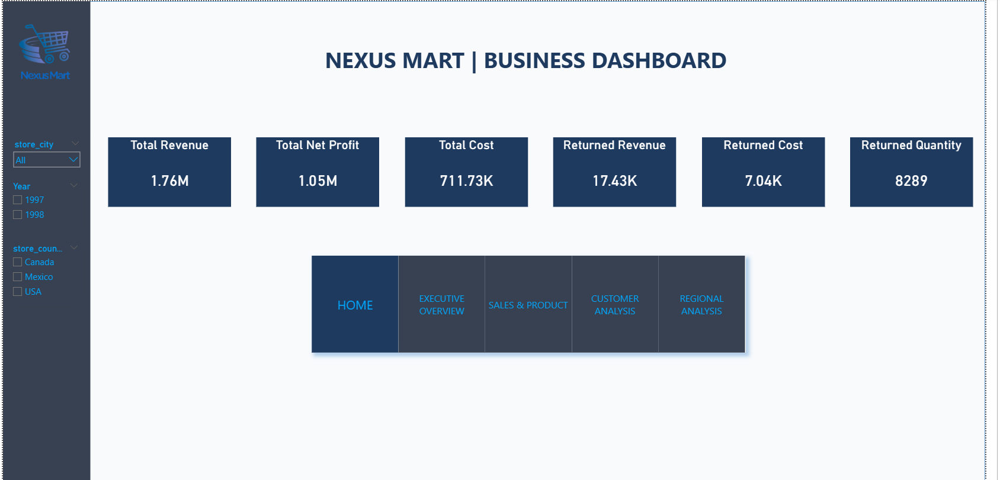 Nexus Mart
NEXUS MART | BUSINESS DASHBOARD
store_city
All
Year
1997
1998
store_coun...
Canada
Mexico
USA
Total Revenue
1.76M
Total Net Profit
1.05M
Total Cost
711.73K
Returned Revenue
17.43K
Returned Cost
7.04K
Returned Quantity
8289
HOME
EXECUTIVE
OVERVIEW
SALES & PRODUCT
CUSTOMER
ANALYSIS
REGIONAL
ANALYSIS